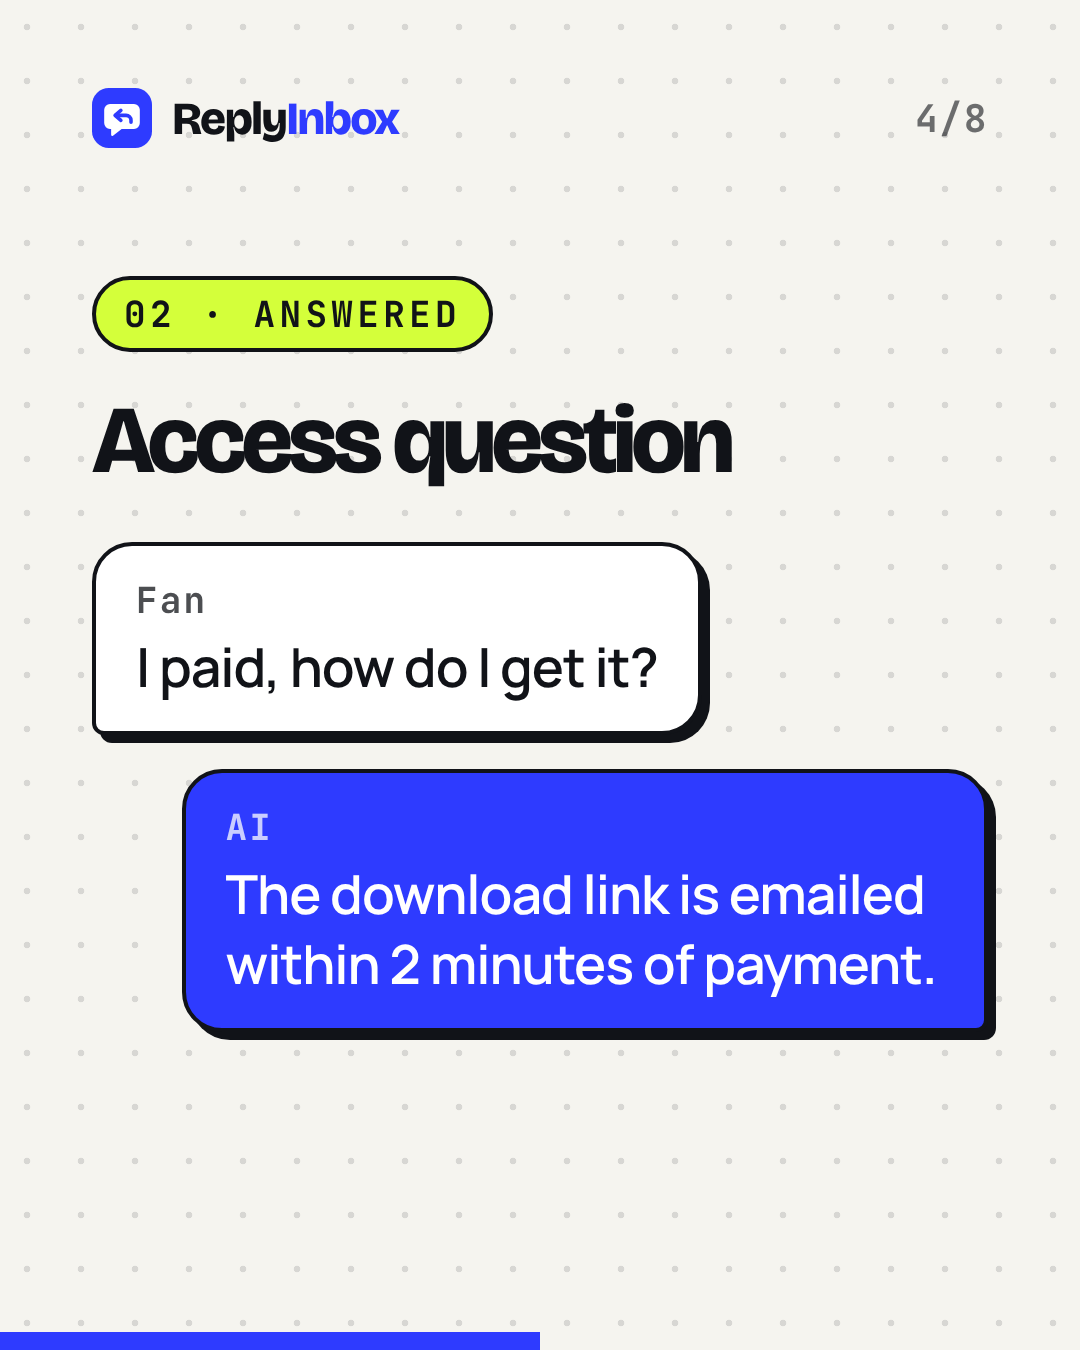 ReplyInbox
4/8
02 · ANSWERED
Access question
Fan
I paid, how do I get it?
AI
The download link is emailed
within 2 minutes of payment.